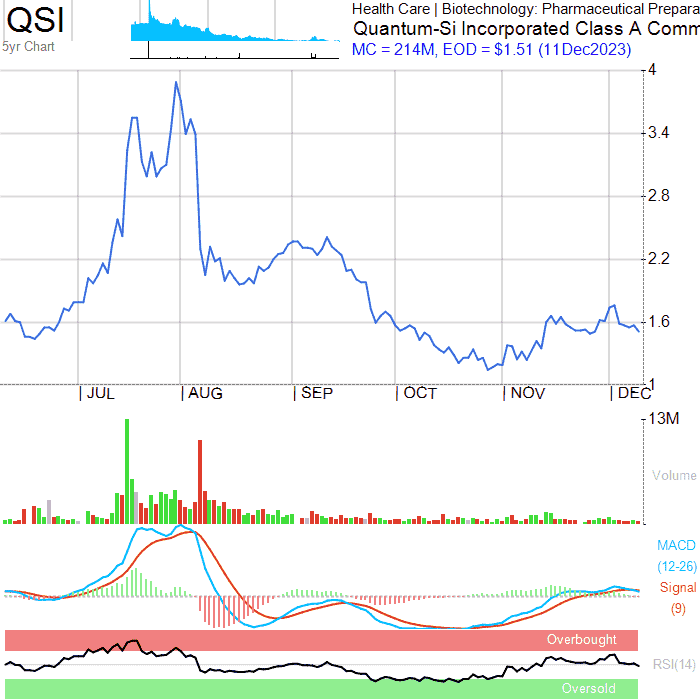 QSI
5yr Chart
Health Care | Biotechnology: Pharmaceutical Prepara
Quantum-Si Incorporated Class A Comm
MC = 214M, EOD = $1.51 (11Dec2023)
4
3.4
2.8
2.2
1.6
1
JUL AUG SEP OCT NOV DEC
13M
Volume
MACD
(12-26)
Signal
(9)
Overbought
RSI(14)
Oversold